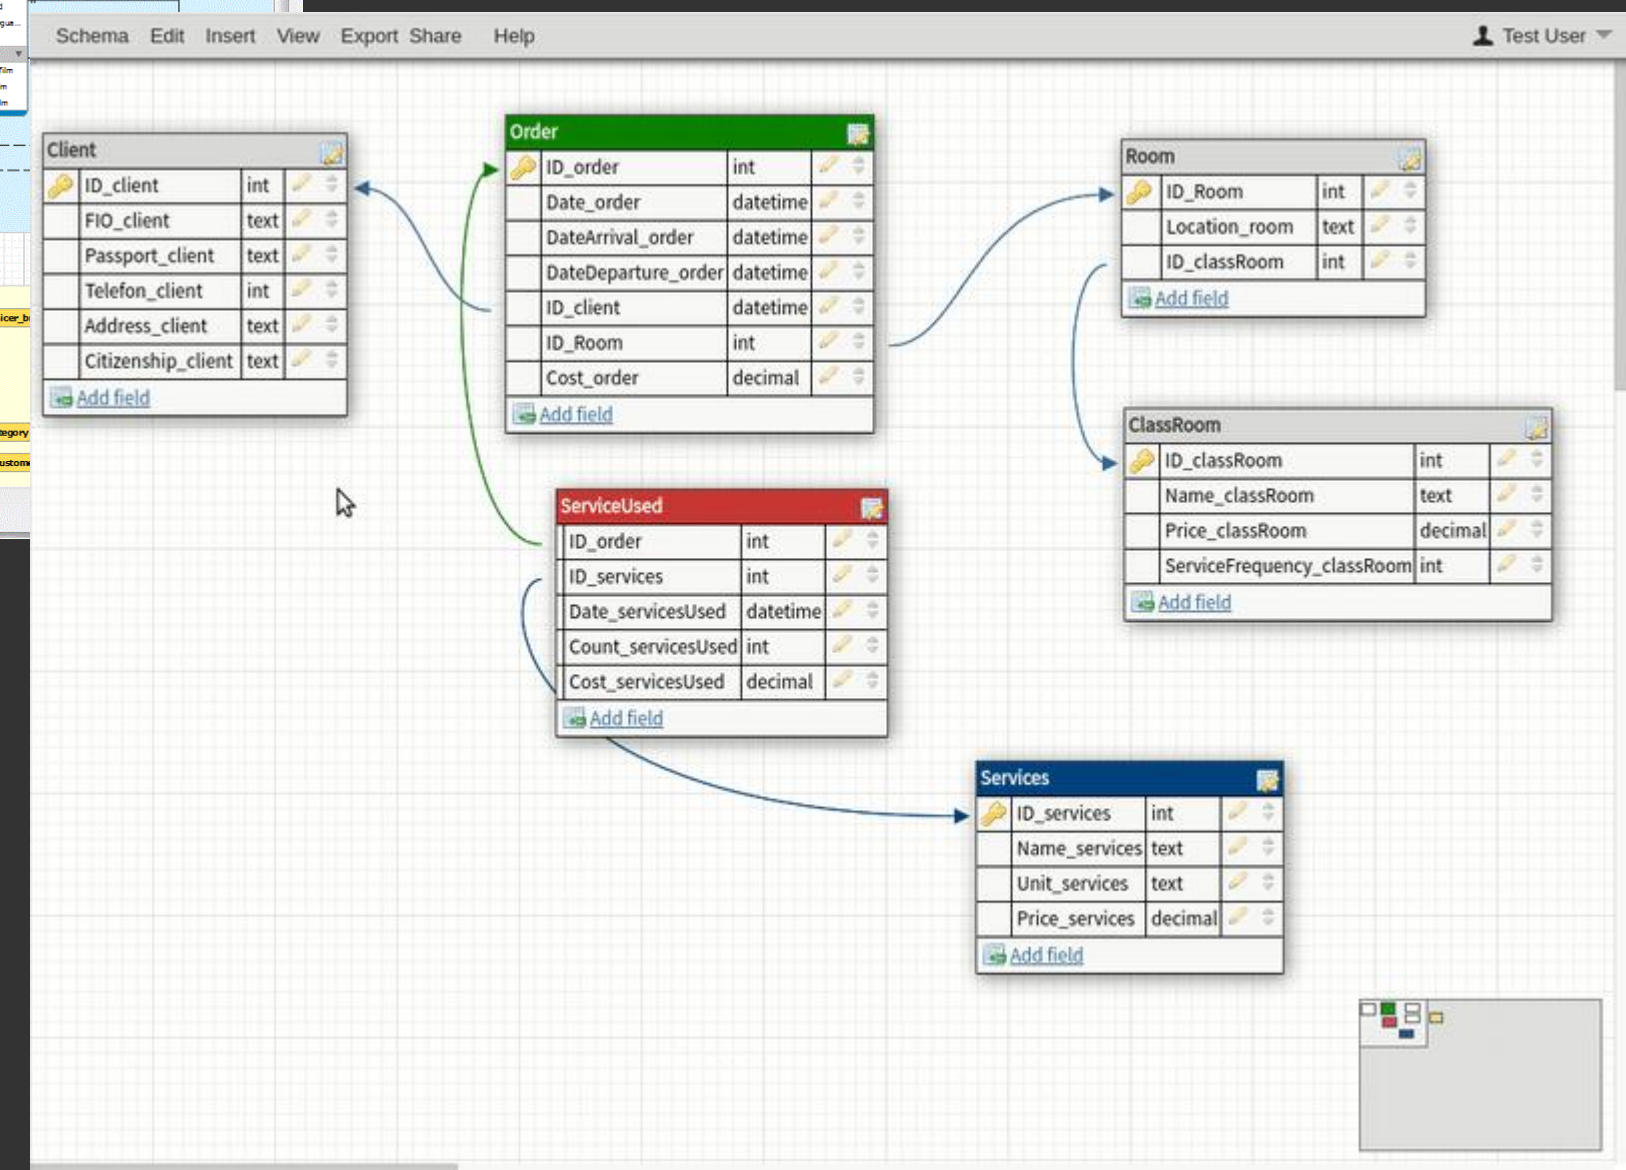 Schema Edit Insert View Export Share Help Test User
Client
ID_client int
FIO_client text
Passport_client text
Telefon_client int
Address_client text
Citizenship_client text
Add field
Order
ID_order int
Date_order datetime
DateArrival_order datetime
DateDeparture_order datetime
ID_client datetime
ID_Room int
Cost_order decimal
Add field
Room
ID_Room int
Location_room text
ID_classRoom int
Add field
ClassRoom
ID_classRoom int
Name_classRoom text
Price_classRoom decimal
ServiceFrequency_classRoom int
Add field
ServiceUsed
ID_order int
ID_services int
Date_servicesUsed datetime
Count_servicesUsed int
Cost_servicesUsed decimal
Add field
Services
ID_services int
Name_services text
Unit_services text
Price_services decimal
Add field